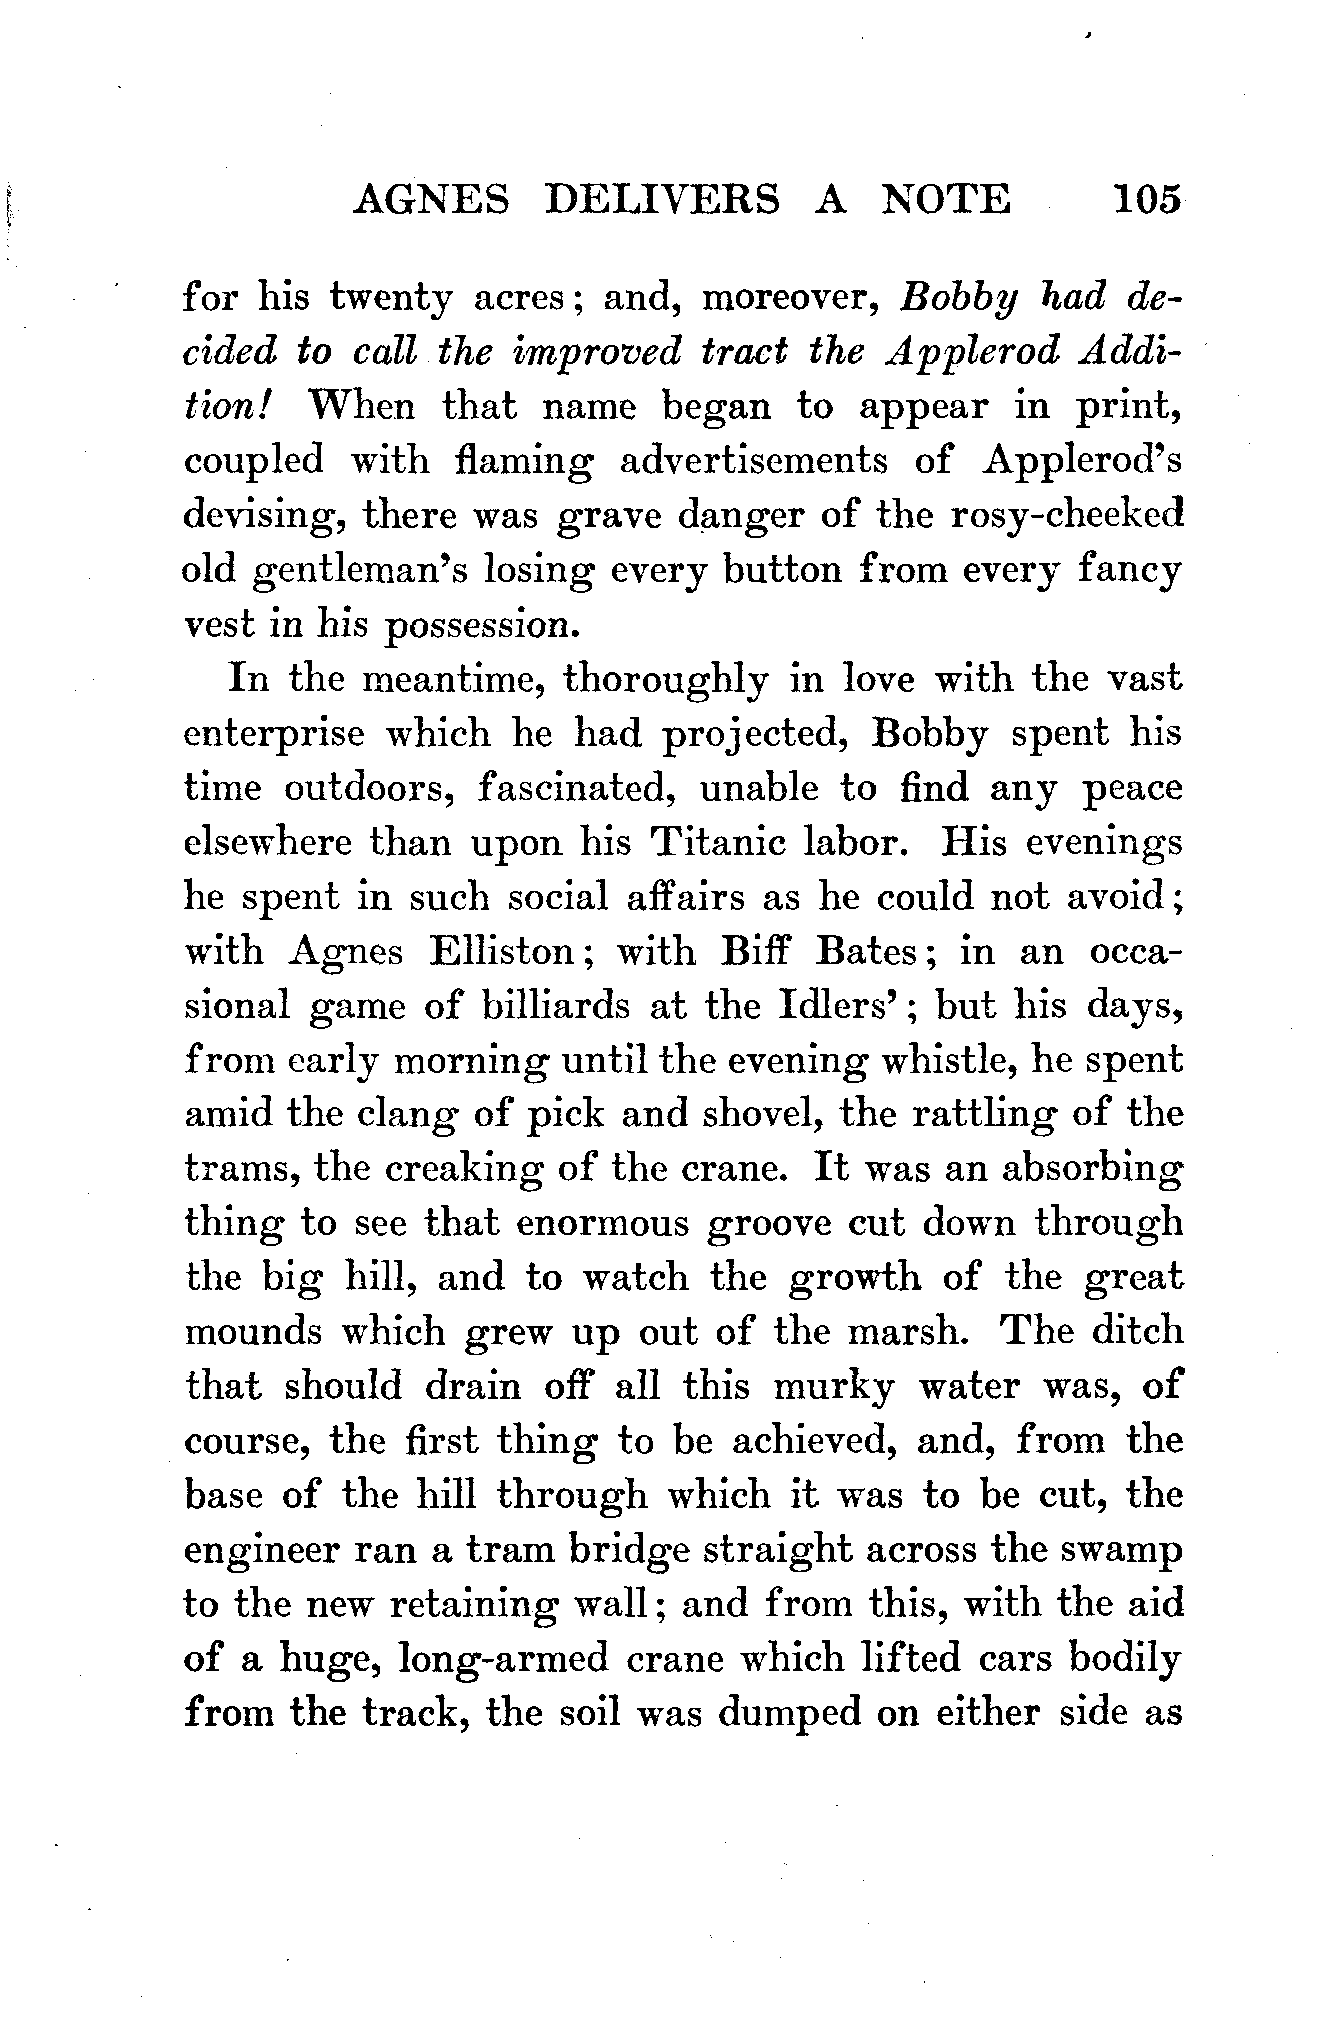 AGNES DELIVERS A NOTE 105
for his twenty acres; and, moreover, Bobby had de-
cided to call the improved tract the Applerod Addi-
tion! When that name began to appear in print,
coupled with flaming advertisements of Applerod's
devising, there was grave danger of the rosy-cheeked
old gentleman's losing every button from every fancy
vest in his possession.
In the meantime, thoroughly in love with the vast
enterprise which he had projected, Bobby spent his
time outdoors, fascinated, unable to find any peace
elsewhere than upon his Titanic labor. His evenings
he spent in such social affairs as he could not avoid;
with Agnes Elliston; with Biff Bates; in an occa-
sional game of billiards at the Idlers'; but his days,
from early morning until the evening whistle, he spent
amid the clang of pick and shovel, the rattling of the
trams, the creaking of the crane. It was an absorbing
thing to see that enormous groove cut down through
the big hill, and to watch the growth of the great
mounds which grew up out of the marsh. The ditch
that should drain off all this murky water was, of
course, the first thing to be achieved, and, from the
base of the hill through which it was to be cut, the
engineer ran a tram bridge straight across the swamp
to the new retaining wall; and from this, with the aid
of a huge, long-armed crane which lifted cars bodily
from the track, the soil was dumped on either side as